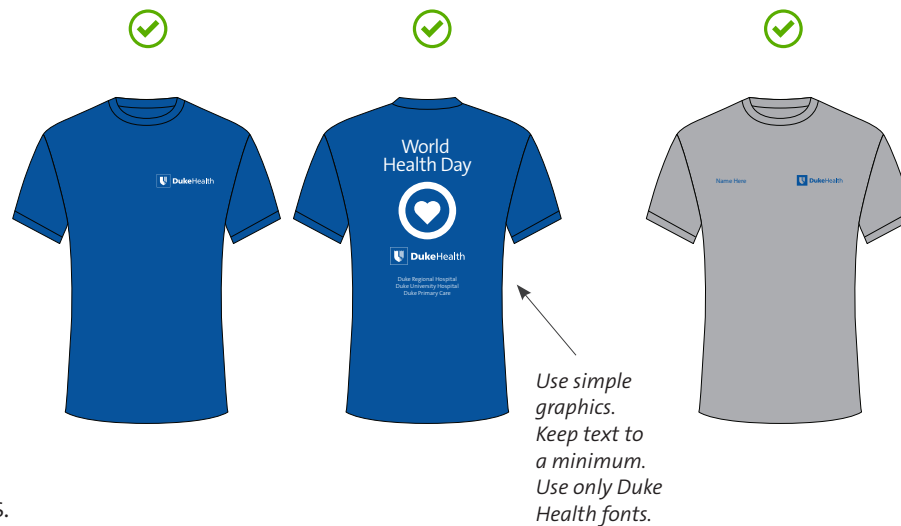 DukeHealth
World
Health Day
DukeHealth
Duke Regional Hospital
Duke University Hospital
Duke Primary Care
Name Here
DukeHealth
Use simple
graphics.
Keep text to
a minimum.
Use only Duke
Health fonts.